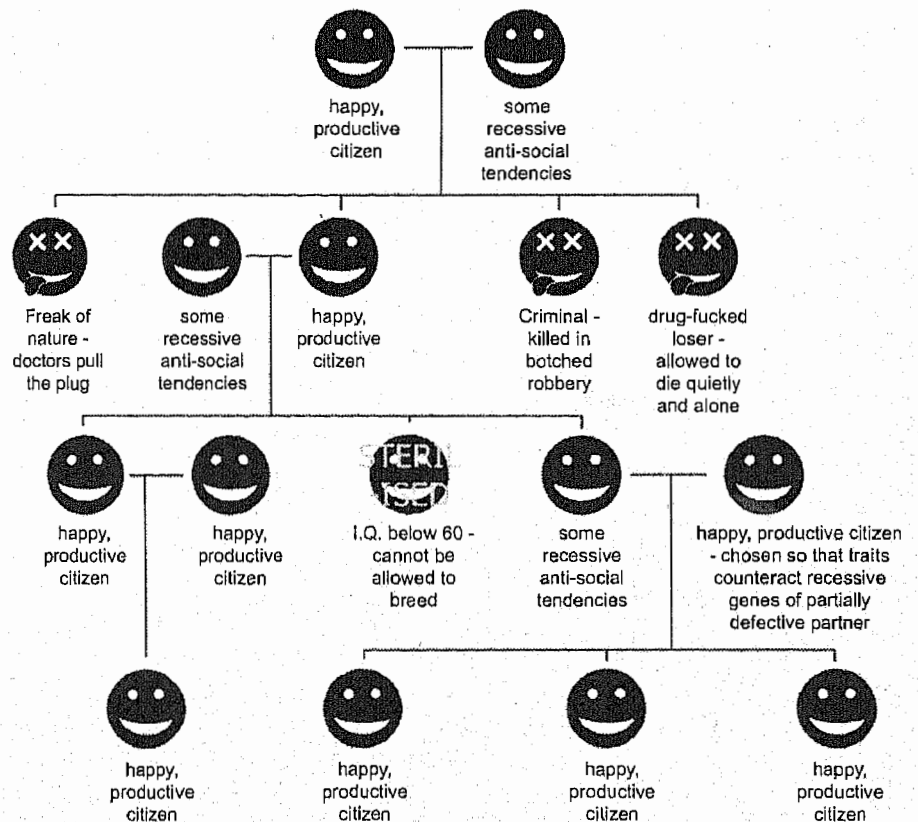 happy,
productive
citizen
some
recessive
anti-social
tendencies
Freak of
nature -
doctors pull
the plug
some
recessive
anti-social
tendencies
happy,
productive
citizen
Criminal -
killed in
botched
robbery
drug-fucked
loser -
allowed to
die quietly
and alone
happy,
productive
citizen
happy,
productive
citizen
STERI
ISED
I.Q. below 60 -
cannot be
allowed to
breed
some
recessive
anti-social
tendencies
happy, productive citizen
- chosen so that traits
counteract recessive
genes of partially
defective partner
happy,
productive
citizen
happy,
productive
citizen
happy,
productive
citizen
happy,
productive
citizen